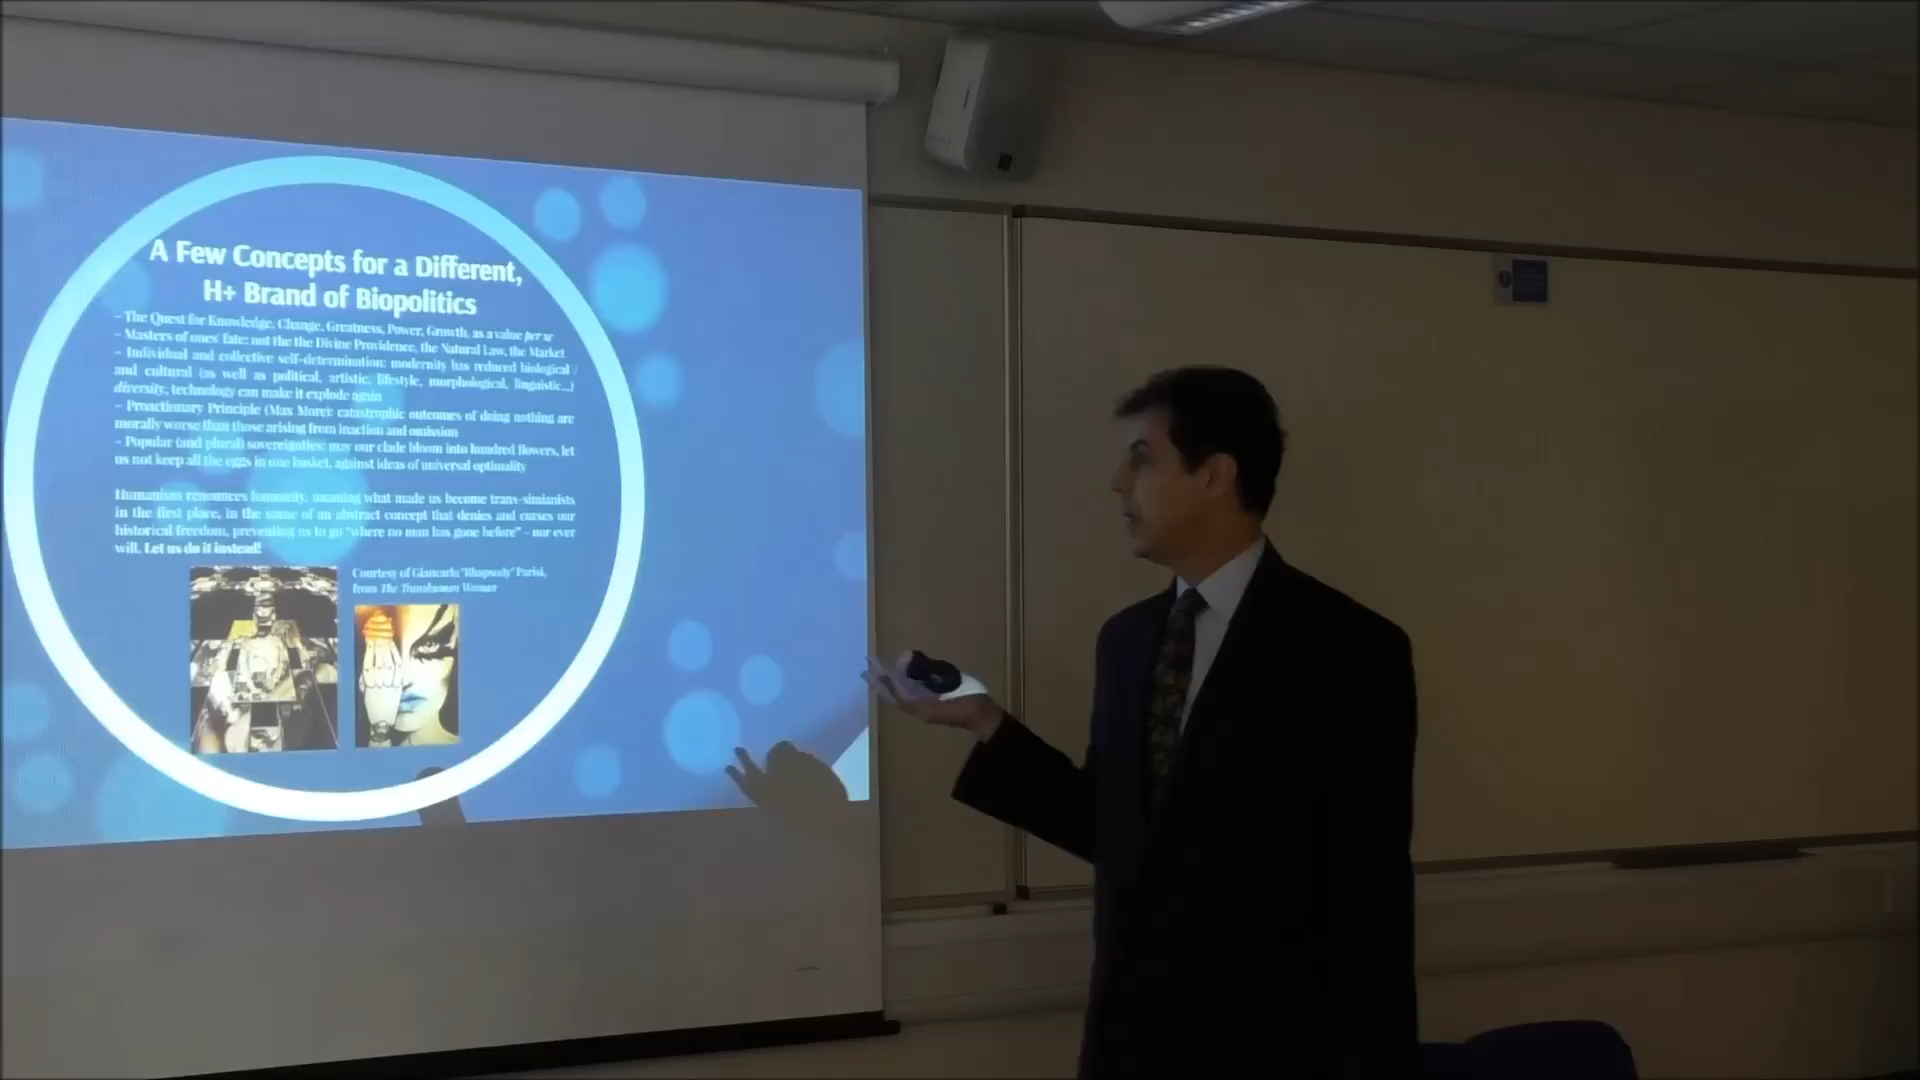 A Few Concepts for a Different,
H+ Brand of Biopolitics
– The Quest for Knowledge, Change, Greatness, Power, Growth, as a value per se
– Masters of ones' fate: not the the Divine Providence, the Natural Law, the Market
– Individual and collective self-determination: modernity has reduced biological /
and cultural (as well as political, artistic, lifestyle, morphological, linguistic...)
diversity, technology can make it explode again
– Proactionary Principle (Max More): catastrophic outcomes of doing nothing are
morally worse than those arising from inaction and omission
– Popular (and plural) sovereignties: may our clade bloom into hundred flowers, let
us not keep all the eggs in one basket, against ideas of universal optimality
Humanism renounces humanity, meaning what made us become trans-simianists
in the first place, in the name of an abstract concept that denies and curses our
historical freedom, preventing us to go "where no man has gone before" - nor ever
will. Let us do it instead!
Courtesy of Giancarlo "Rhapsody" Parisi,
from The Transhuman Woman